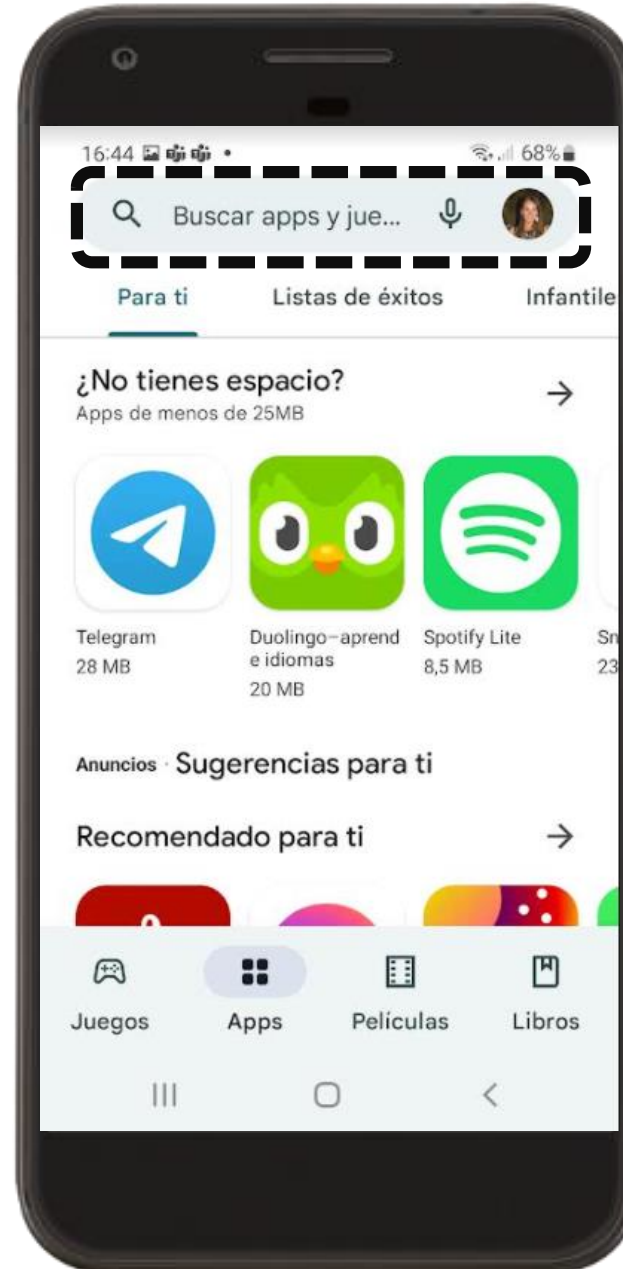 16:44 68%
Buscar apps y jue...
Para ti Listas de éxitos Infantile
¿No tienes espacio?
Apps de menos de 25MB
Telegram Duolingo-aprend Spotify Lite Sn
28 MB e idiomas 8,5 MB 23
20 MB
Anuncios · Sugerencias para ti
Recomendado para ti
Juegos Apps Películas Libros